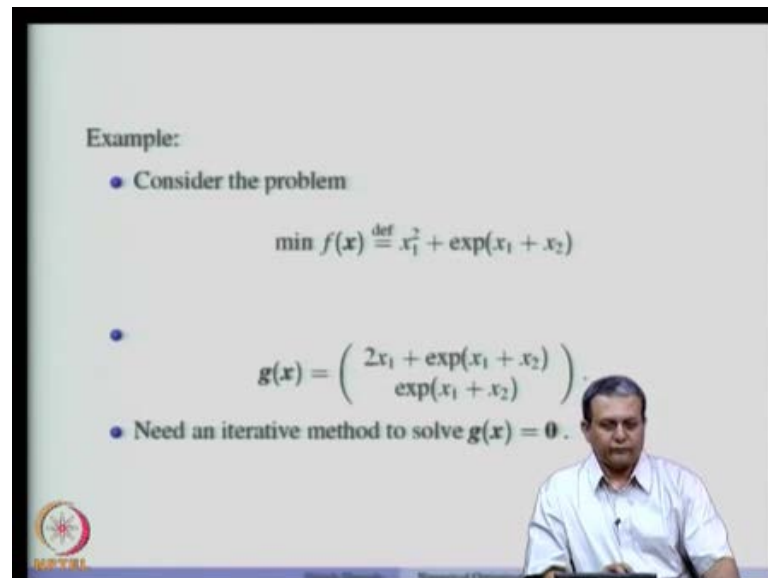 Example:
• Consider the problem
min f(x) def= x₁² + exp(x₁ + x₂)
•
g(x) = ( 2x₁ + exp(x₁ + x₂)
exp(x₁ + x₂) ) .
• Need an iterative method to solve g(x) = 0 .
NPTEL